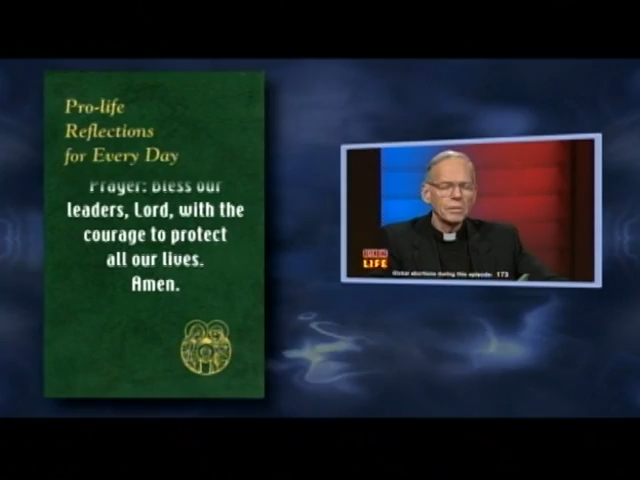 Pro-life
Reflections
for Every Day
Prayer: Bless our
leaders, Lord, with the
courage to protect
all our lives.
Amen.
DEFENDING
LIFE
Global abortions during this episode: 173